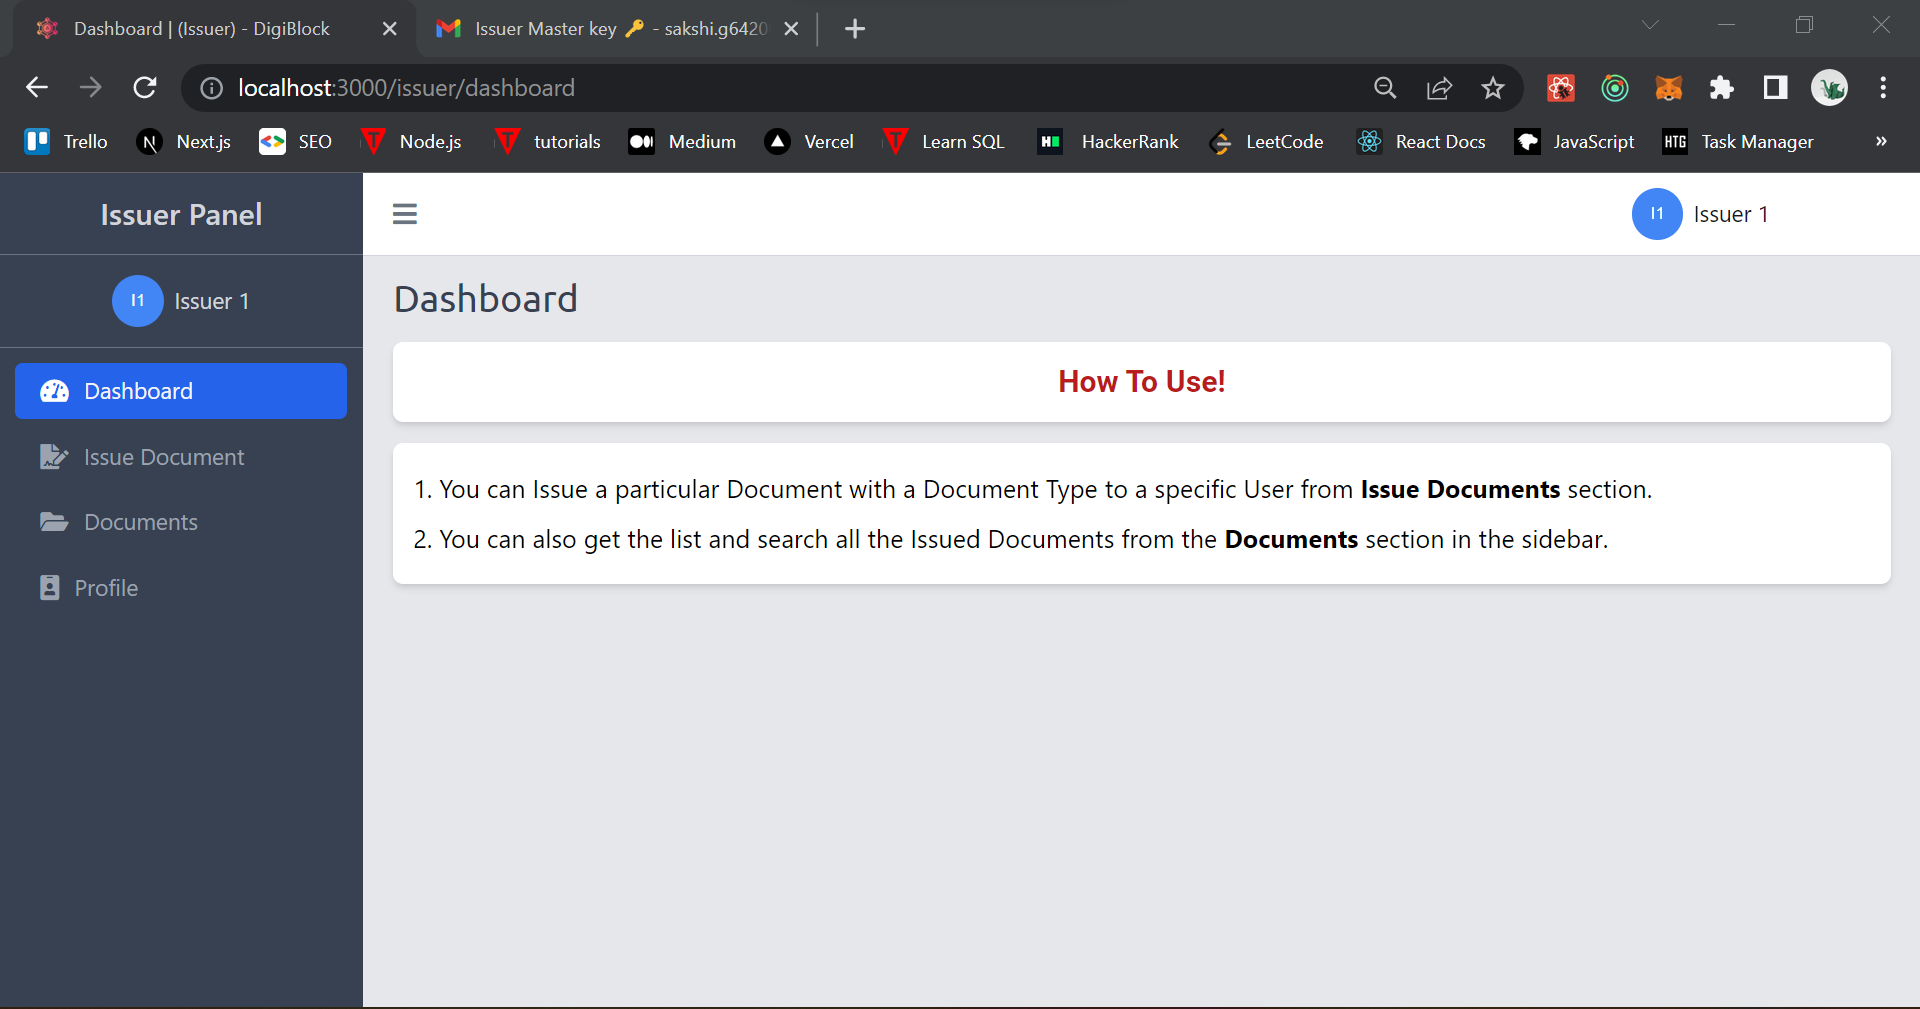 Dashboard | (Issuer) - DigiBlock
Issuer Master key 🔑 - sakshi.g6420
localhost:3000/issuer/dashboard
Trello Next.js SEO Node.js tutorials Medium Vercel Learn SQL HackerRank LeetCode React Docs JavaScript HTG Task Manager »
Issuer Panel
I1 Issuer 1
I1 Issuer 1
Dashboard
Issue Document
Documents
Profile
Dashboard
How To Use!
1. You can Issue a particular Document with a Document Type to a specific User from Issue Documents section.
2. You can also get the list and search all the Issued Documents from the Documents section in the sidebar.